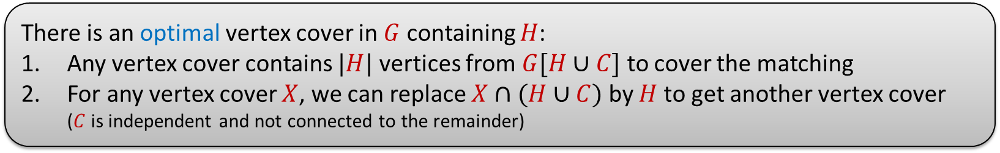 There is an optimal vertex cover in G containing H:
1. Any vertex cover contains |H| vertices from G[H ∪ C] to cover the matching
2. For any vertex cover X, we can replace X ∩ (H ∪ C) by H to get another vertex cover
(C is independent and not connected to the remainder)